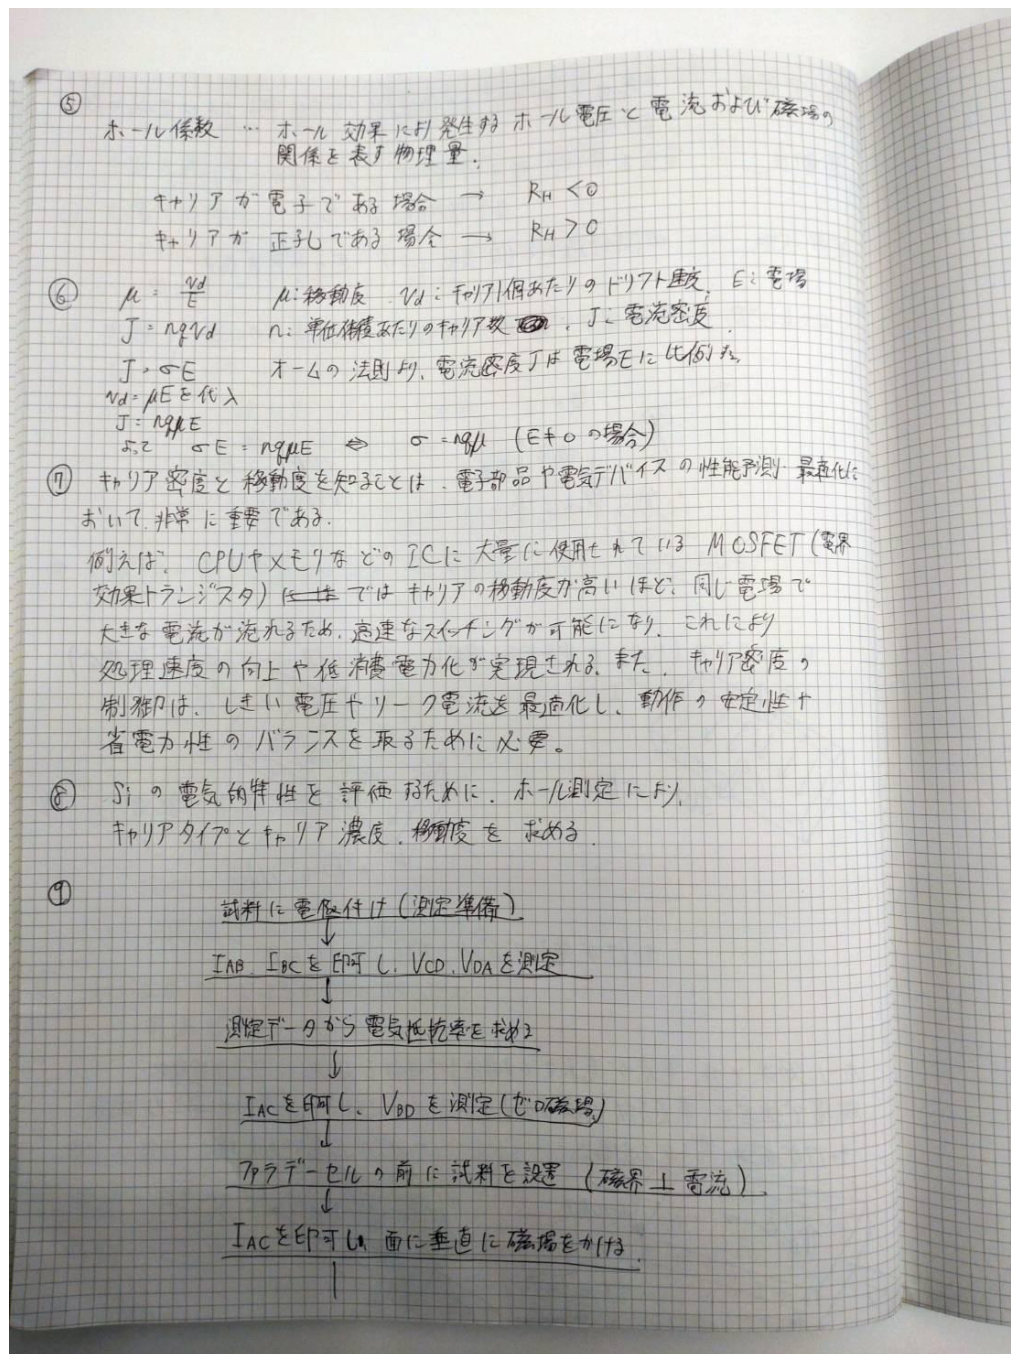 ⑤
ホール係数 … ホール効果により発生するホール電圧と電流および磁場の
関係を表す物理量.
キャリアが電子である場合 → RH < 0
キャリアが正孔である場合 → RH > 0
⑥ μ = vd/E μ:移動度. vd:キャリア1個あたりのドリフト速度. E:電場
J = nqvd n:単位体積あたりのキャリア数 . J:電流密度.
J = σE オームの法則より、電流密度Jは電場Eに比例する.
vd = μEを代入
J = nqμE
よって σE = nqμE ⇔ σ = nqμ (E≠0の場合)
⑦ キャリア密度と移動度を知ることは、電子部品や電気デバイスの性能予測・最適化に
おいて、非常に重要である.
例えば、CPUやメモリなどのICに大量に使用されているMOSFET(電界
効果トランジスタ)ではキャリアの移動度が高いほど、同じ電場で
大きな電流が流れるため、高速なスイッチングが可能になり、これにより
処理速度の向上や低消費電力化が実現される。また、キャリア密度の
制御は、しきい電圧やリーク電流を最適化し、動作の安定性や
省電力性のバランスを取るために必要。
⑧ Siの電気的特性を評価するために、ホール測定により、
キャリアタイプとキャリア濃度、移動度を求める.
⑨
試料に電極付け(測定準備)
↓
IAB、IBCを印可し、VCD、VDAを測定
↓
測定データから電気抵抗率を求める
↓
IACを印可し、VBDを測定(ゼロ磁場)
↓
ファラデーセルの前に試料を設置(磁界⊥電流).
↓
IACを印可し、面に垂直に磁場をかける.